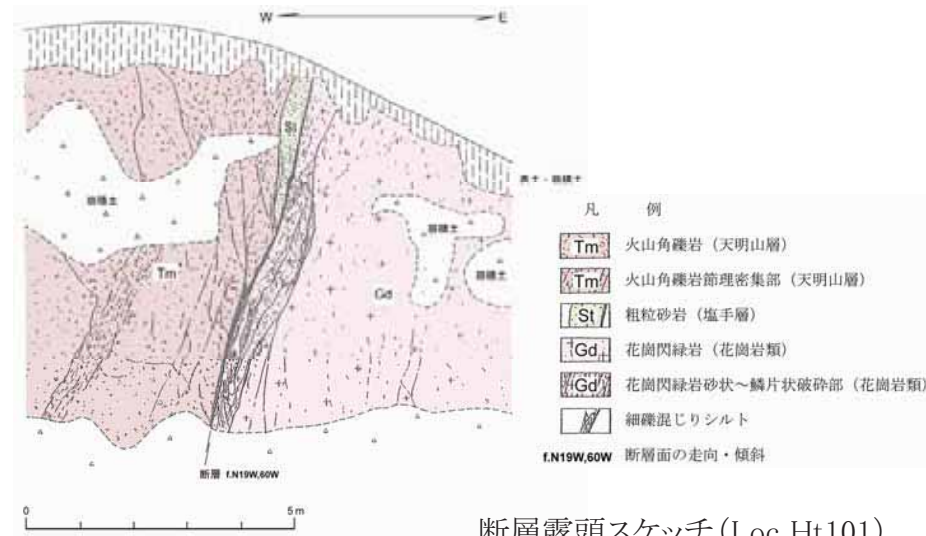 W E
St
表土・崩積土
崩積土
崩積土
崩積土
Tm
Gd
断層 f.N19W,60W
0 5m
凡 例
Tm 火山角礫岩（天明山層）
Tm 火山角礫岩節理密集部（天明山層）
St 粗粒砂岩（塩手層）
Gd 花崗閃緑岩（花崗岩類）
Gd 花崗閃緑岩砂状～鱗片状破砕部（花崗岩類）
細礫混じりシルト
f.N19W,60W 断層面の走向・傾斜
断層露頭スケッチ(Loc.Ht101)